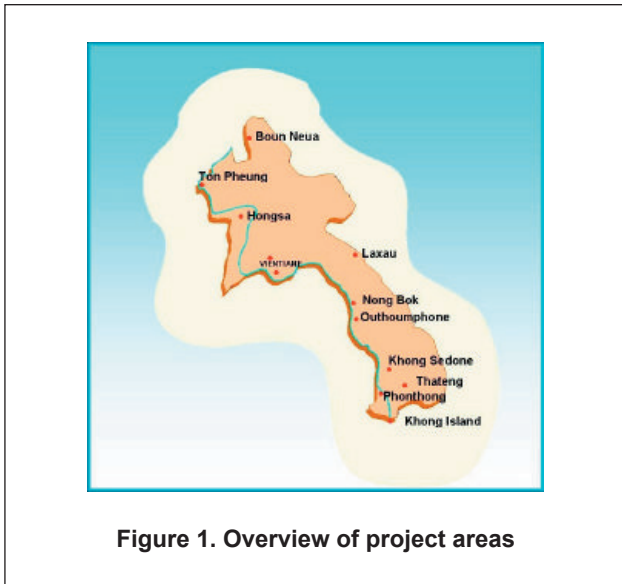 Boun Neua
Ton Pheung
Hongsa
VIENTIANE
Laxau
Nong Bok
Outhoumphone
Khong Sedone
Thateng
Phonthong
Khong Island
Figure 1. Overview of project areas